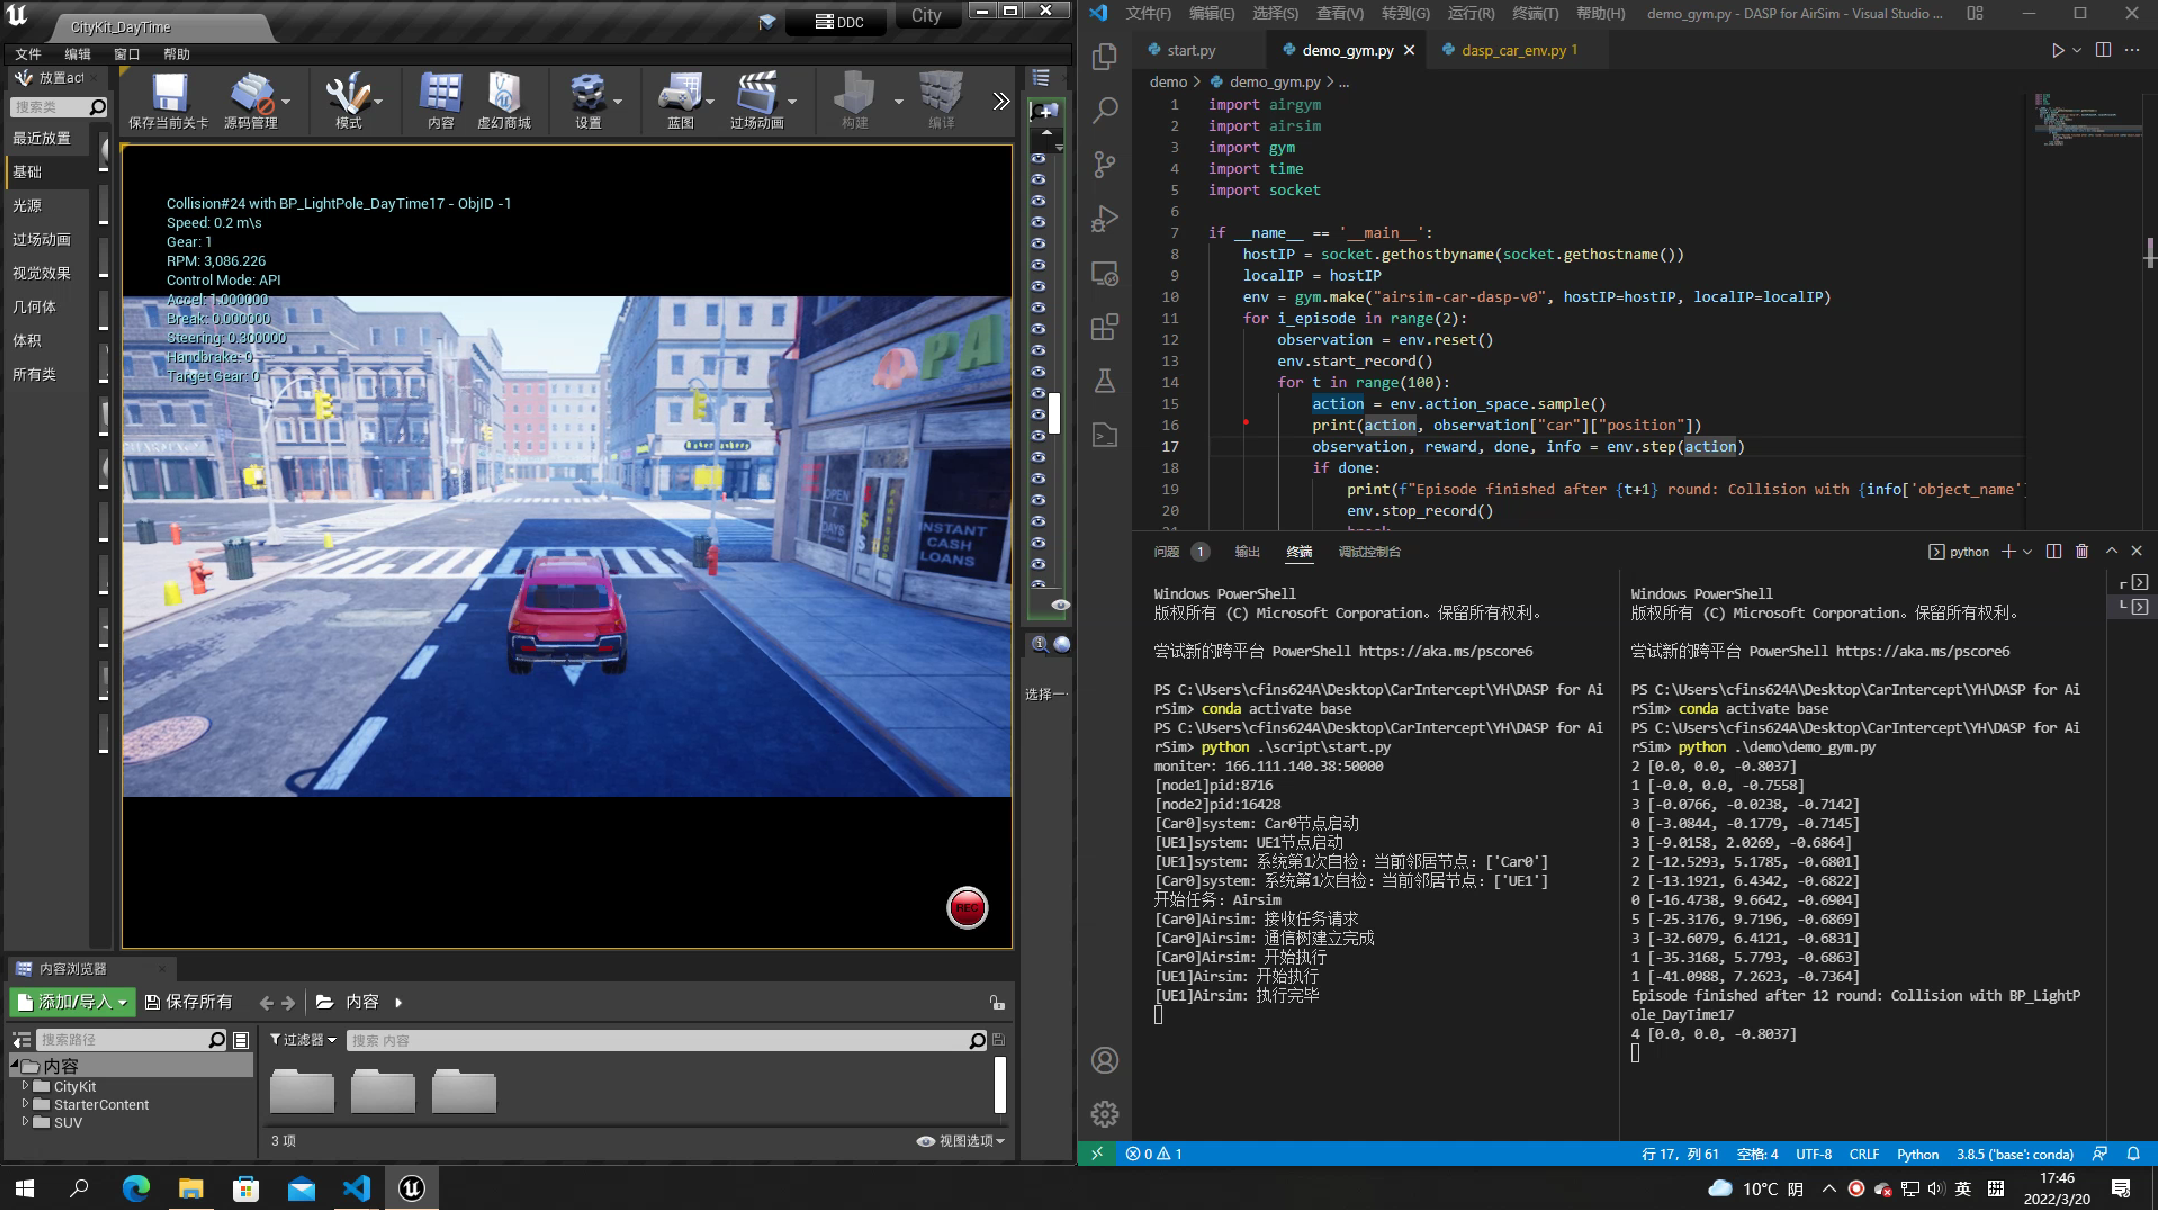 CityKit_DayTime
DDC
City
文件 编辑 窗口 帮助
放置act
搜索类
最近放置
基础
光源
过场动画
视觉效果
几何体
体积
所有类
保存当前关卡 源码管理 模式 内容 虚幻商城 设置 蓝图 过场动画 构建 编译
Collision#24 with BP_LightPole_DayTime17 - ObjID -1
Speed: 0.2 m\s
Gear: 1
RPM: 3,086.226
Control Mode: API
Accel: 1.000000
Break: 0.000000
Steering: 0.300000
Handbrake: 0
Target Gear: 0
PA
OPEN
7
DAYS
PAWN SHOP
INSTANT
CASH
LOANS
REC
选择一
内容浏览器
添加/导入 保存所有 内容
搜索路径
过滤器 搜索 内容
内容
CityKit
StarterContent
SUV
3 项
视图选项
文件(F) 编辑(E) 选择(S) 查看(V) 转到(G) 运行(R) 终端(T) 帮助(H) demo_gym.py - DASP for AirSim - Visual Studio ...
start.py demo_gym.py dasp_car_env.py 1
demo > demo_gym.py > ...
1 import airgym
2 import airsim
3 import gym
4 import time
5 import socket
6
7 if __name__ == '__main__':
8 hostIP = socket.gethostbyname(socket.gethostname())
9 localIP = hostIP
10 env = gym.make("airsim-car-dasp-v0", hostIP=hostIP, localIP=localIP)
11 for i_episode in range(2):
12 observation = env.reset()
13 env.start_record()
14 for t in range(100):
15 action = env.action_space.sample()
16 print(action, observation["car"]["position"])
17 observation, reward, done, info = env.step(action)
18 if done:
19 print(f"Episode finished after {t+1} round: Collision with {info['object_name']
20 env.stop_record()
21 break
问题 1 输出 终端 调试控制台
python
Windows PowerShell
版权所有 (C) Microsoft Corporation。保留所有权利。
尝试新的跨平台 PowerShell https://aka.ms/pscore6
PS C:\Users\cfins624A\Desktop\CarIntercept\YH\DASP for Ai
rSim> conda activate base
PS C:\Users\cfins624A\Desktop\CarIntercept\YH\DASP for Ai
rSim> python .\script\start.py
moniter: 166.111.140.38:50000
[node1]pid:8716
[node2]pid:16428
[Car0]system: Car0节点启动
[UE1]system: UE1节点启动
[UE1]system: 系统第1次自检：当前邻居节点：['Car0']
[Car0]system: 系统第1次自检：当前邻居节点：['UE1']
开始任务：Airsim
[Car0]Airsim: 接收任务请求
[Car0]Airsim: 通信树建立完成
[Car0]Airsim: 开始执行
[UE1]Airsim: 开始执行
[UE1]Airsim: 执行完毕
Windows PowerShell
版权所有 (C) Microsoft Corporation。保留所有权利。
尝试新的跨平台 PowerShell https://aka.ms/pscore6
PS C:\Users\cfins624A\Desktop\CarIntercept\YH\DASP for Ai
rSim> conda activate base
PS C:\Users\cfins624A\Desktop\CarIntercept\YH\DASP for Ai
rSim> python .\demo\demo_gym.py
2 [0.0, 0.0, -0.8037]
1 [-0.0, 0.0, -0.7558]
3 [-0.0766, -0.0238, -0.7142]
0 [-3.0844, -0.1779, -0.7145]
3 [-9.0158, 2.0269, -0.6864]
2 [-12.5293, 5.1785, -0.6801]
2 [-13.1921, 6.4342, -0.6822]
0 [-16.4738, 9.6642, -0.6904]
5 [-25.3176, 9.7196, -0.6869]
3 [-32.6079, 6.4121, -0.6831]
1 [-35.3168, 5.7793, -0.6863]
1 [-41.0988, 7.2623, -0.7364]
Episode finished after 12 round: Collision with BP_LightP
ole_DayTime17
4 [0.0, 0.0, -0.8037]
0 1
行 17，列 61 空格: 4 UTF-8 CRLF Python 3.8.5 ('base': conda)
10°C 阴
英 拼
17:46
2022/3/20